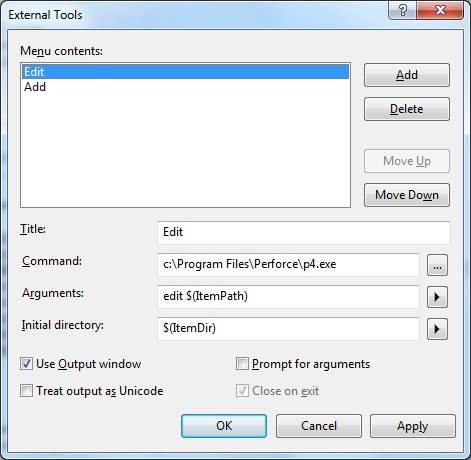 External Tools
Menu contents:
Edit
Add
Add
Delete
Move Up
Move Down
Title:
Edit
Command:
c:\Program Files\Perforce\p4.exe
...
Arguments:
edit $(ItemPath)
Initial directory:
$(ItemDir)
Use Output window
Prompt for arguments
Treat output as Unicode
Close on exit
OK
Cancel
Apply